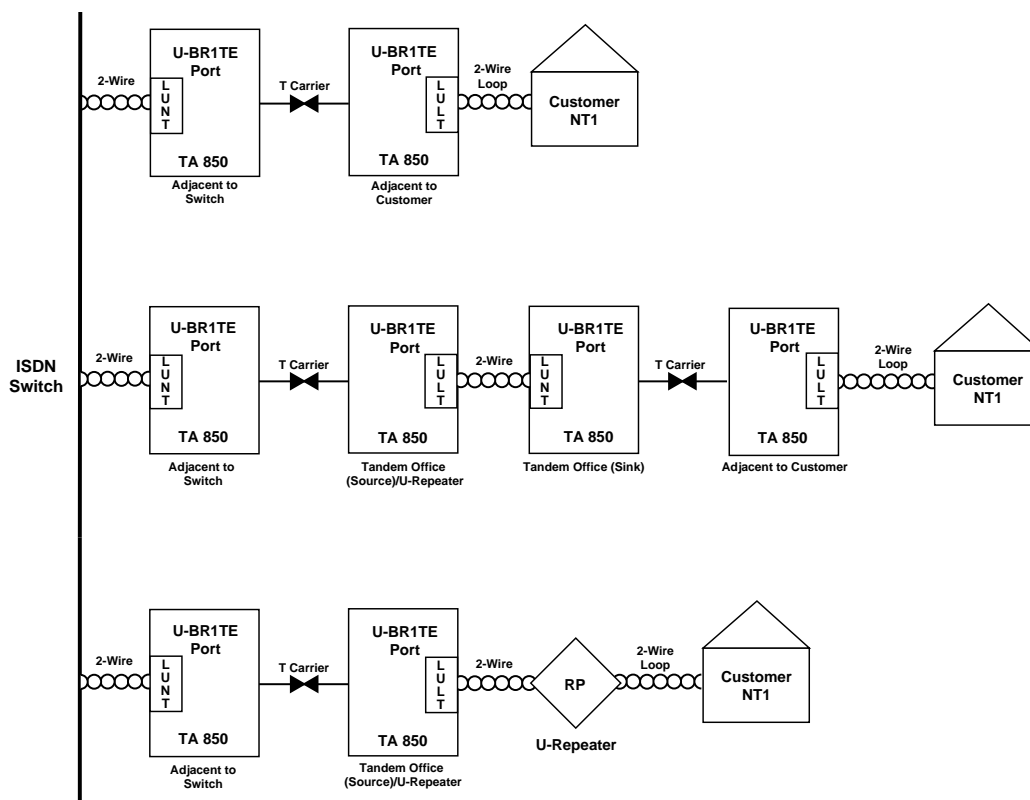 U-BR1TE
Port
U-BR1TE
Port
2-Wire
T Carrier
2-Wire
Loop
L
U
N
T
L
U
L
T
Customer
NT1
TA 850
TA 850
Adjacent to
Switch
Adjacent to
Customer
ISDN
Switch
U-BR1TE
Port
U-BR1TE
Port
U-BR1TE
Port
U-BR1TE
Port
2-Wire
T Carrier
2-Wire
T Carrier
2-Wire
Loop
L
U
N
T
L
U
L
T
L
U
N
T
L
U
L
T
Customer
NT1
TA 850
TA 850
TA 850
TA 850
Adjacent to
Switch
Tandem Office
(Source)/U-Repeater
Tandem Office (Sink)
Adjacent to Customer
U-BR1TE
Port
U-BR1TE
Port
2-Wire
T Carrier
2-Wire
2-Wire
Loop
L
U
N
T
L
U
L
T
RP
Customer
NT1
TA 850
TA 850
U-Repeater
Adjacent to
Switch
Tandem Office
(Source)/U-Repeater